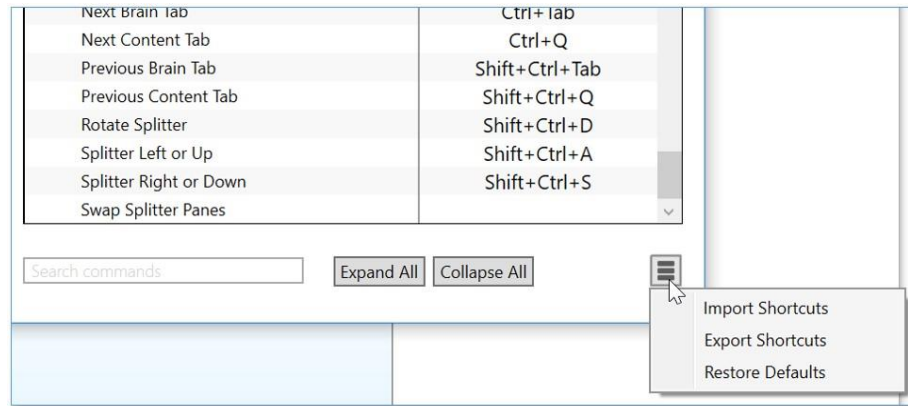 Next Brain Tab Ctrl+Tab
Next Content Tab Ctrl+Q
Previous Brain Tab Shift+Ctrl+Tab
Previous Content Tab Shift+Ctrl+Q
Rotate Splitter Shift+Ctrl+D
Splitter Left or Up Shift+Ctrl+A
Splitter Right or Down Shift+Ctrl+S
Swap Splitter Panes
Search commands Expand All Collapse All
Import Shortcuts
Export Shortcuts
Restore Defaults